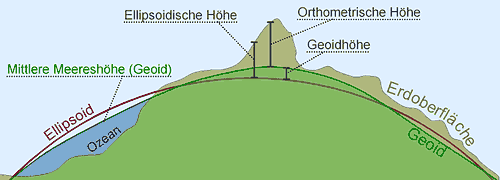 Ellipsoidische Höhe
Orthometrische Höhe
Geoidhöhe
Mittlere Meereshöhe (Geoid)
Ellipsoid
Ozean
Erdoberfläche
Geoid